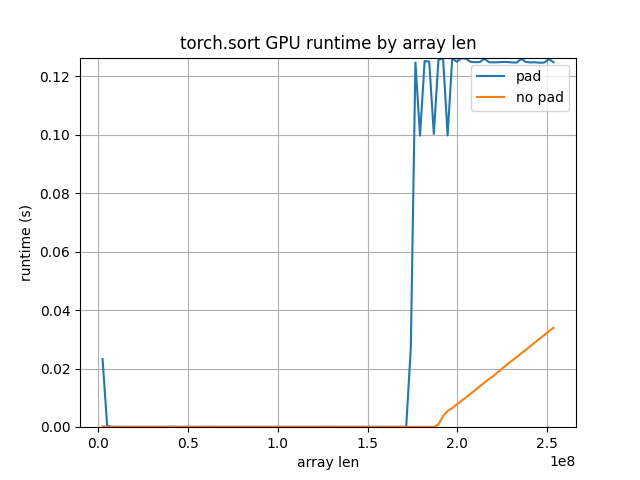 torch.sort GPU runtime by array len
pad
no pad
runtime (s)
0.12
0.10
0.08
0.06
0.04
0.02
0.00
0.0
0.5
1.0
1.5
2.0
2.5
1e8
array len